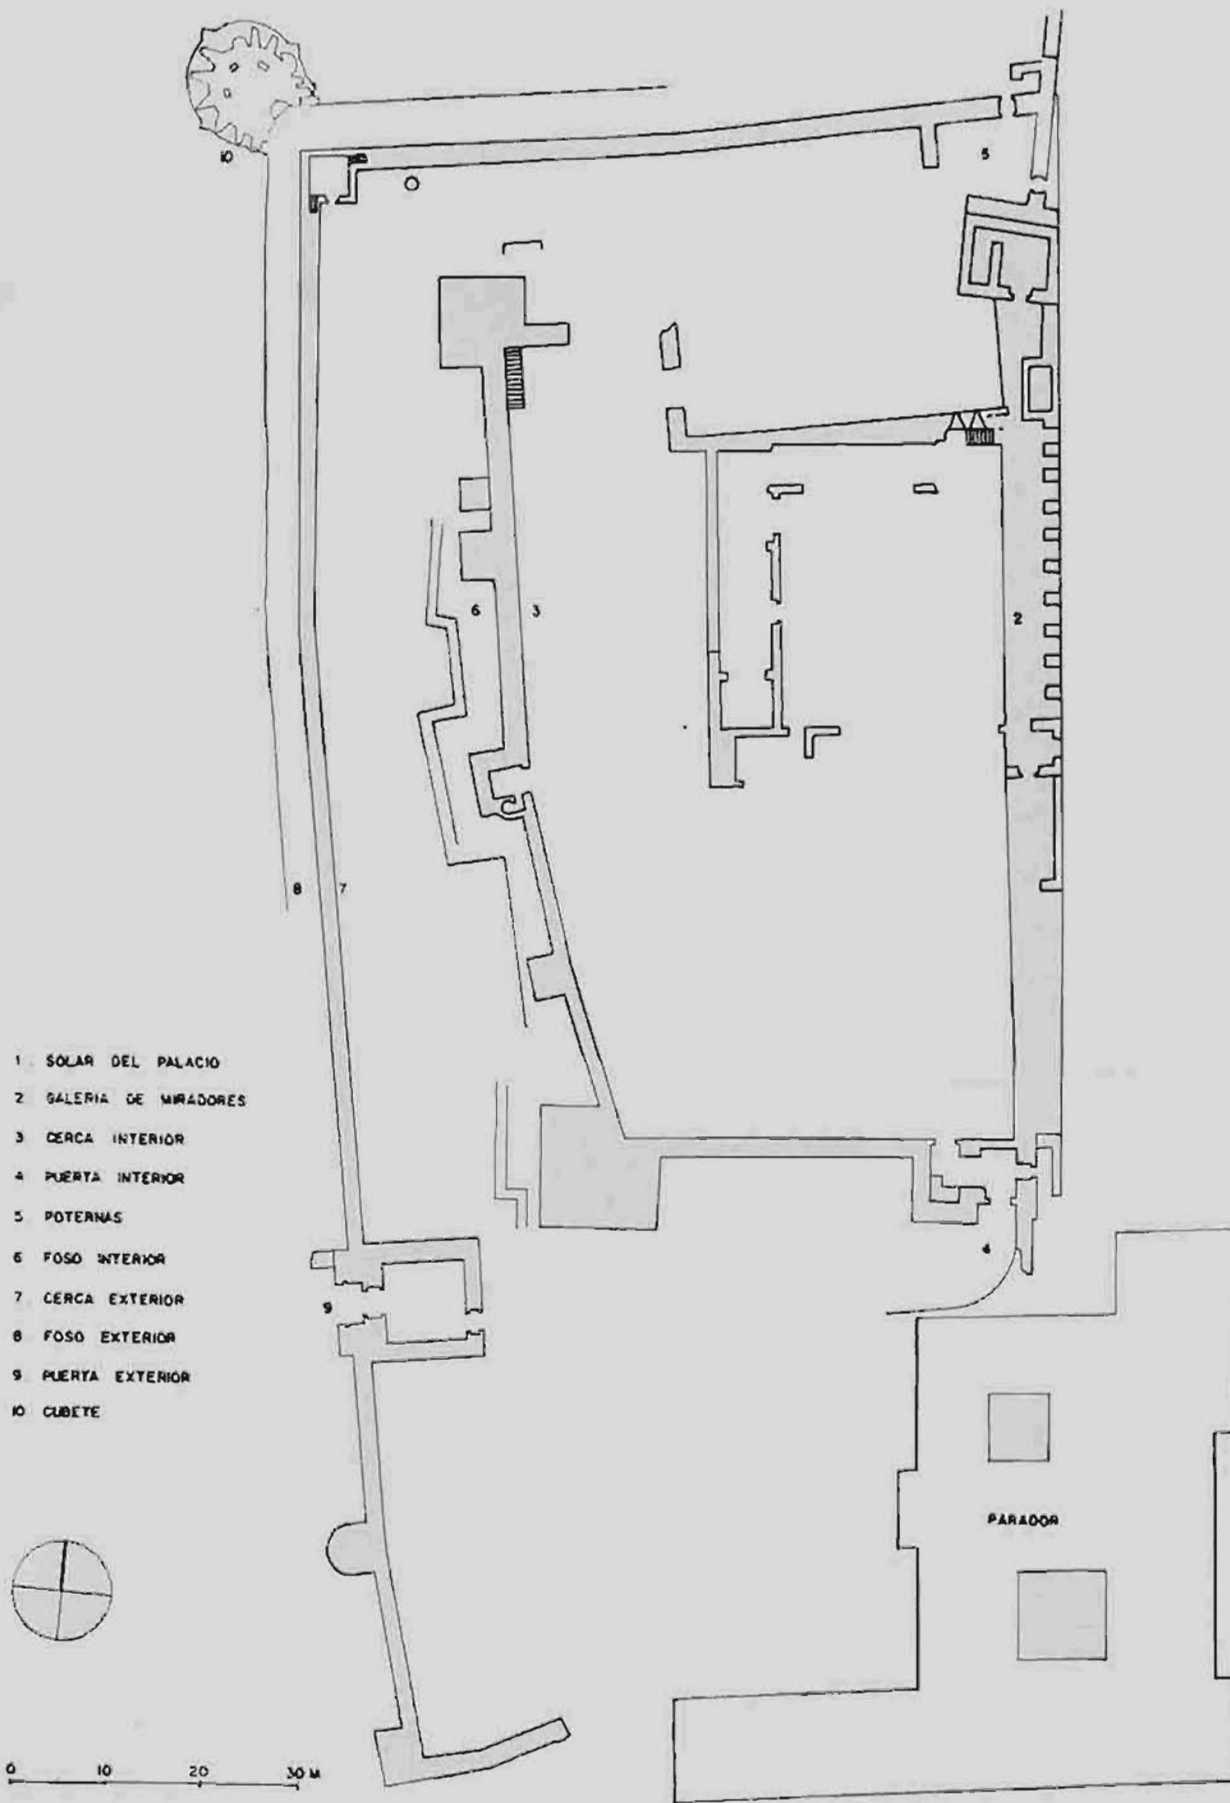 10
5
6
3
2
8
7
1 SOLAR DEL PALACIO
2 GALERIA DE MIRADORES
3 CERCA INTERIOR
4 PUERTA INTERIOR
5 POTERNAS
6 FOSO INTERIOR
7 CERCA EXTERIOR
8 FOSO EXTERIOR
9 PUERTA EXTERIOR
10 CUBETE
4
9
PARADOR
0 10 20 30 M